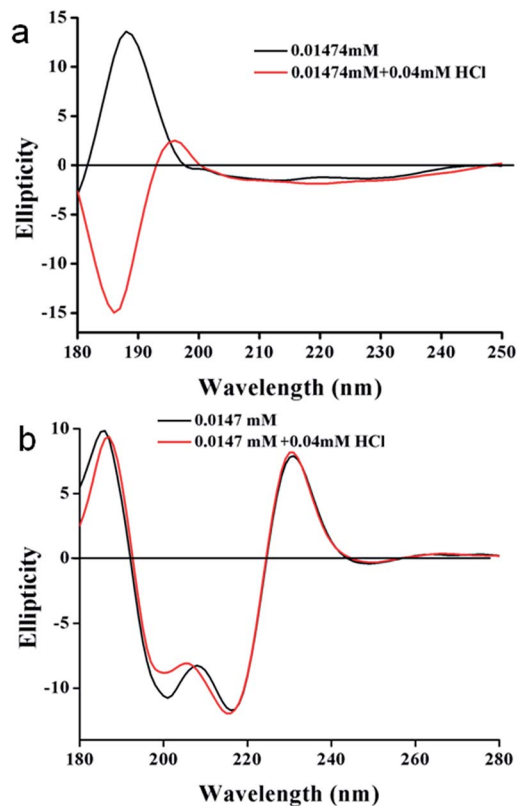 a
0.01474mM
0.01474mM+0.04mM HCl
15
10
5
0
-5
-10
-15
Ellipticity
180 190 200 210 220 230 240 250
Wavelength (nm)
b
0.0147 mM
0.0147 mM +0.04mM HCl
10
5
0
-5
-10
Ellipticity
180 200 220 240 260 280
Wavelength (nm)